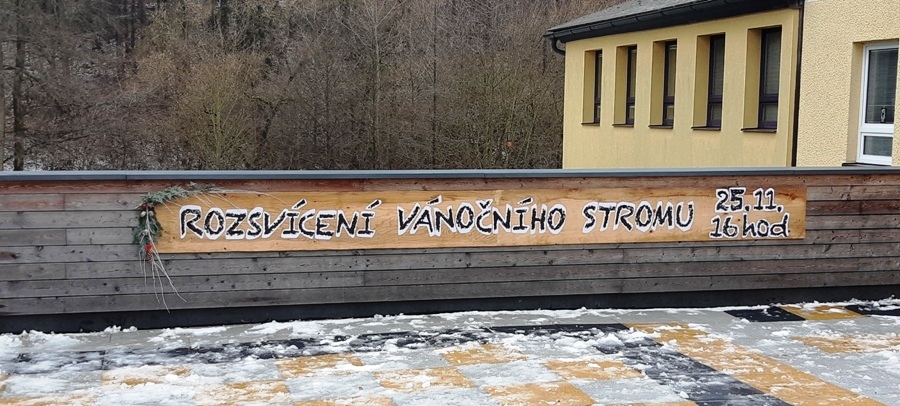 ROZSVÍCENÍ VÁNOČNÍHO STROMU
25.11.
16 hod